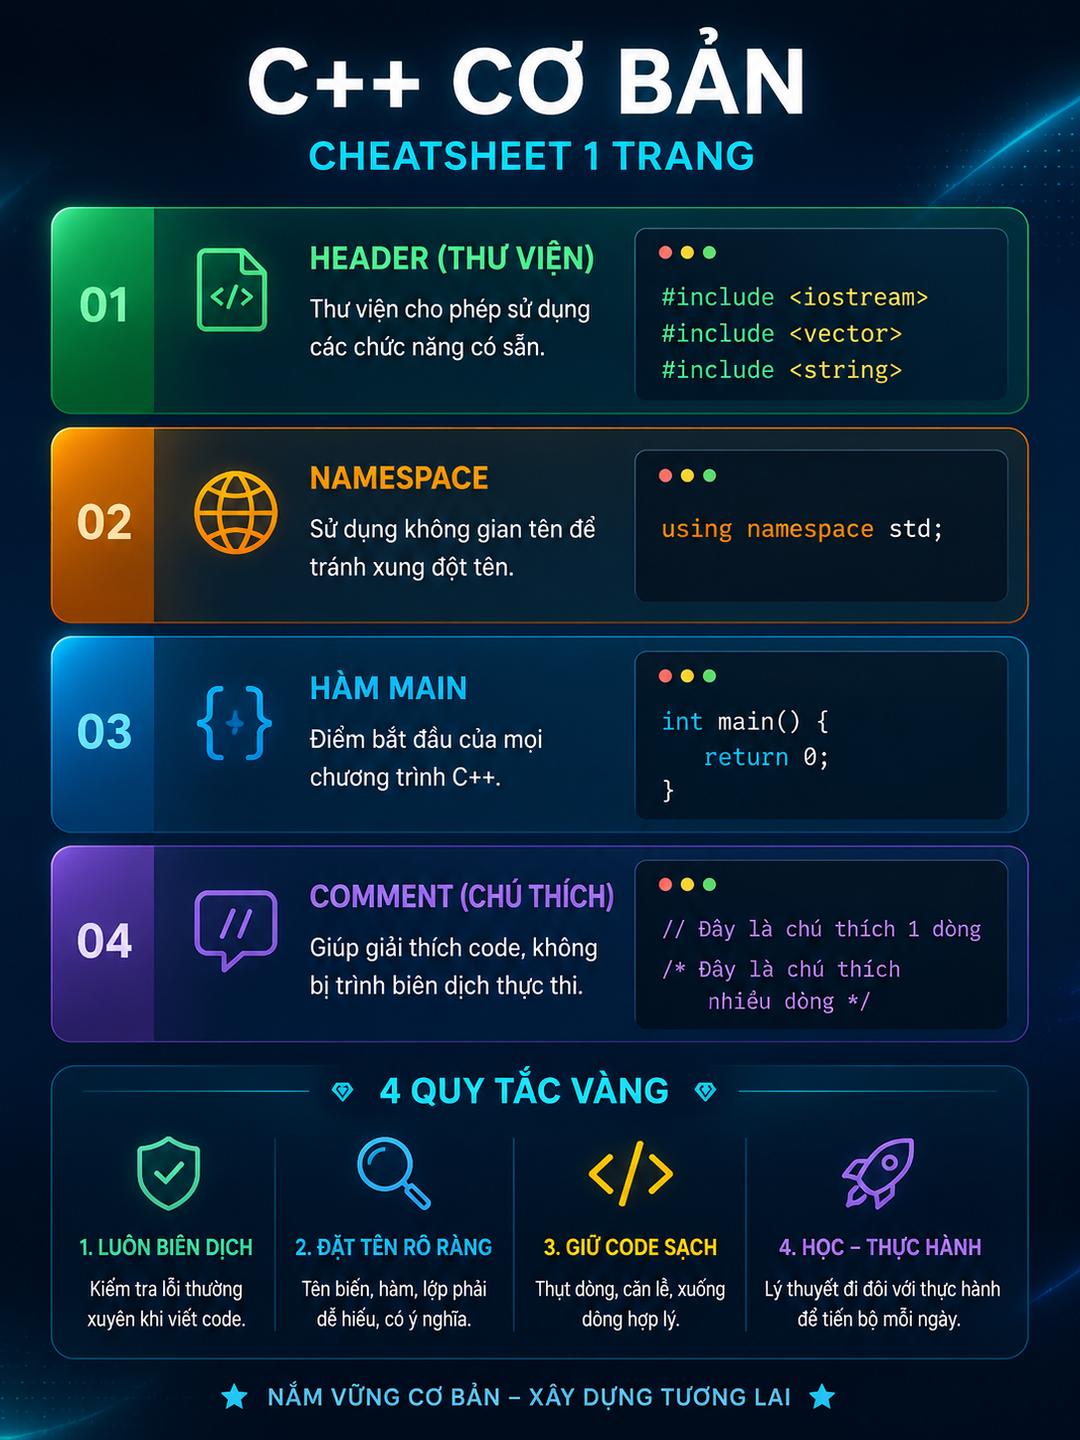 C++ CƠ BẢN
CHEATSHEET 1 TRANG
01
HEADER (THƯ VIỆN)
Thư viện cho phép sử dụng
các chức năng có sẵn.
#include <iostream>
#include <vector>
#include <string>
02
NAMESPACE
Sử dụng không gian tên để
tránh xung đột tên.
using namespace std;
03
HÀM MAIN
Điểm bắt đầu của mọi
chương trình C++.
int main() {
return 0;
}
04
COMMENT (CHÚ THÍCH)
Giúp giải thích code, không
bị trình biên dịch thực thi.
// Đây là chú thích 1 dòng
/* Đây là chú thích
nhiều dòng */
4 QUY TẮC VÀNG
1. LUÔN BIÊN DỊCH
Kiểm tra lỗi thường
xuyên khi viết code.
2. ĐẶT TÊN RÕ RÀNG
Tên biến, hàm, lớp phải
dễ hiểu, có ý nghĩa.
3. GIỮ CODE SẠCH
Thụt dòng, căn lề, xuống
dòng hợp lý.
4. HỌC – THỰC HÀNH
Lý thuyết đi đôi với thực hành
để tiến bộ mỗi ngày.
NẮM VỮNG CƠ BẢN – XÂY DỰNG TƯƠNG LAI